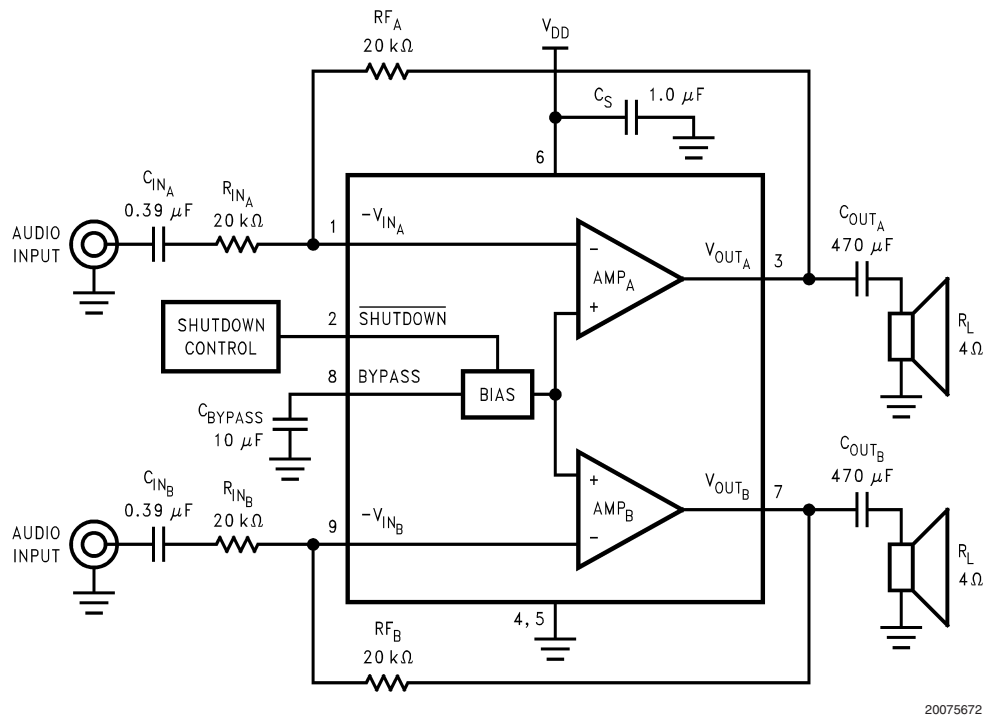 RF_A
20 kΩ
V_DD
C_S
1.0 μF
6
C_IN_A
0.39 μF
R_IN_A
20 kΩ
AUDIO
INPUT
1
-V_IN_A
AMP_A
-
+
V_OUT_A
3
C_OUT_A
470 μF
R_L
4Ω
SHUTDOWN
CONTROL
2
SHUTDOWN
8
BYPASS
BIAS
C_BYPASS
10 μF
C_IN_B
0.39 μF
R_IN_B
20 kΩ
AUDIO
INPUT
9
-V_IN_B
+
AMP_B
-
V_OUT_B
7
C_OUT_B
470 μF
R_L
4Ω
4, 5
RF_B
20 kΩ
20075672